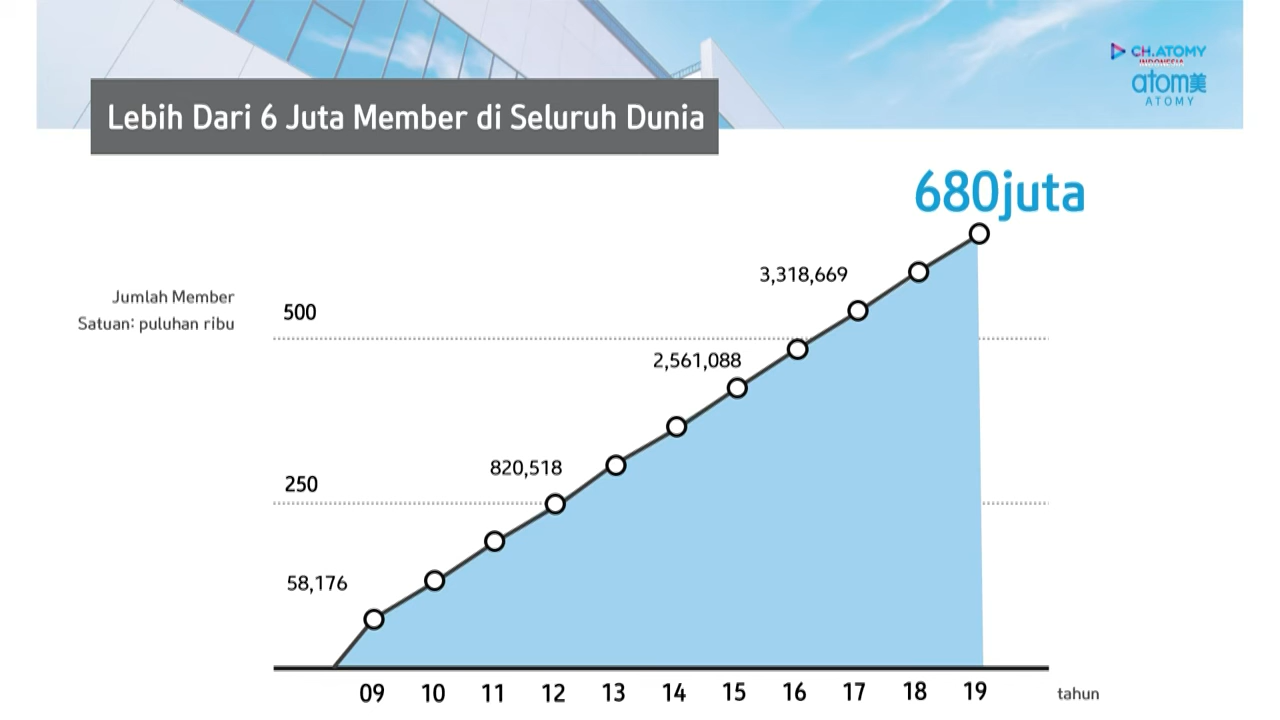 CH.ATOMY
INDONESIA
atom美
ATOMY
Lebih Dari 6 Juta Member di Seluruh Dunia
680juta
3,318,669
Jumlah Member
Satuan: puluhan ribu
500
2,561,088
820,518
250
58,176
09 10 11 12 13 14 15 16 17 18 19 tahun